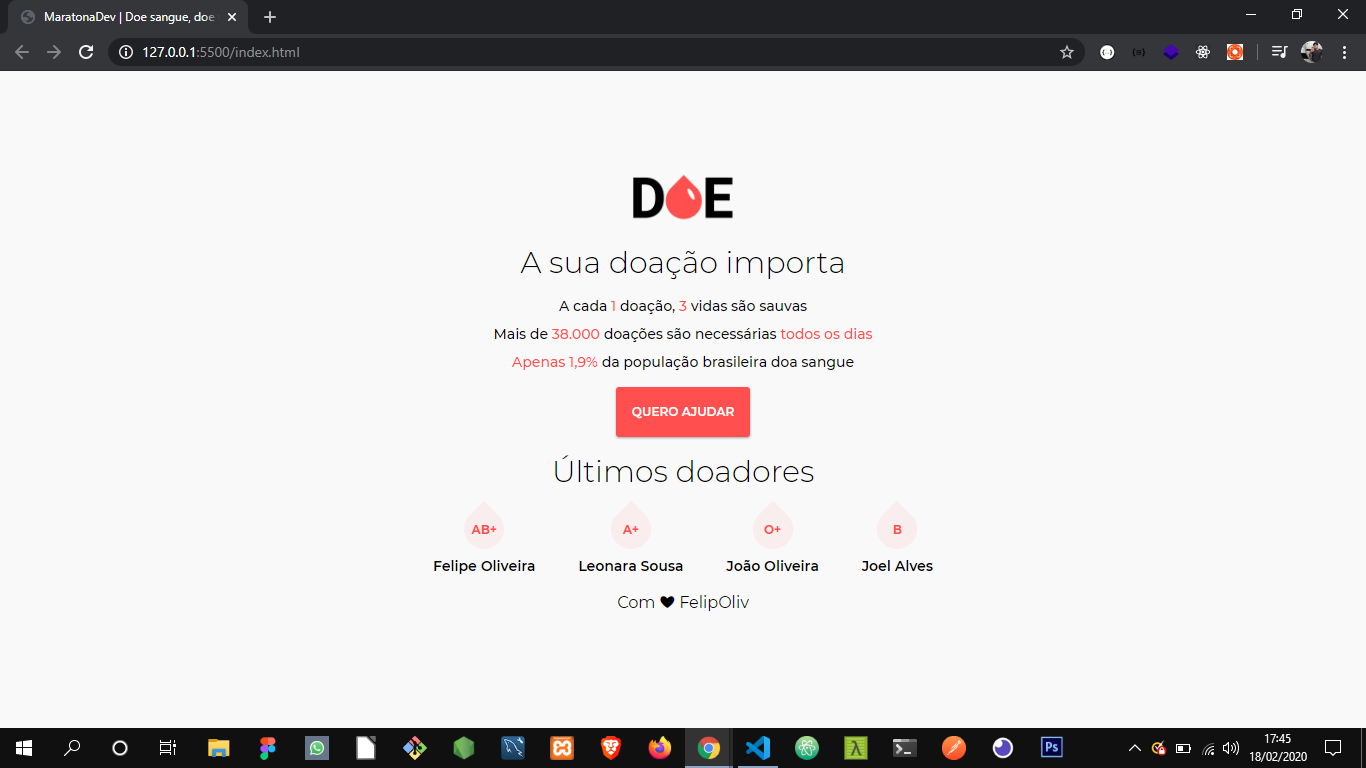 MaratonaDev | Doe sangue, doe
127.0.0.1:5500/index.html
DOE
A sua doação importa
A cada 1 doação, 3 vidas são sauvas
Mais de 38.000 doações são necessárias todos os dias
Apenas 1,9% da população brasileira doa sangue
QUERO AJUDAR
Últimos doadores
AB+ A+ O+ B
Felipe Oliveira Leonara Sousa João Oliveira Joel Alves
Com ♥ FelipOliv
Ps
17:45
18/02/2020